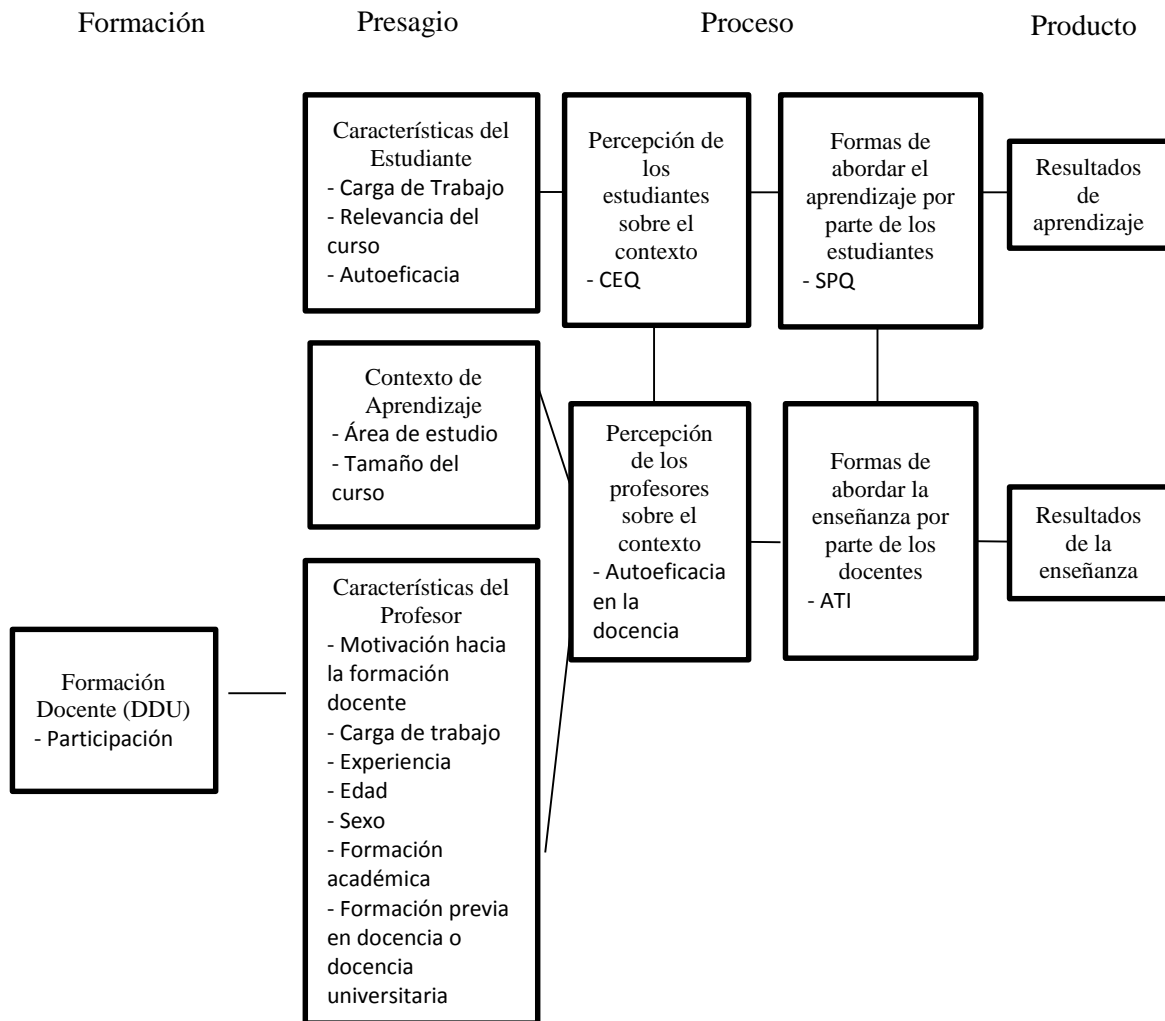 Formación
Presagio
Proceso
Producto
Características del
Estudiante
- Carga de Trabajo
- Relevancia del
curso
- Autoeficacia
Percepción de
los
estudiantes
sobre el
contexto
- CEQ
Formas de
abordar el
aprendizaje por
parte de los
estudiantes
- SPQ
Resultados
de
aprendizaje
Contexto de
Aprendizaje
- Área de estudio
- Tamaño del
curso
Percepción
de los
profesores
sobre el
contexto
- Autoeficacia
en la
docencia
Formas de
abordar la
enseñanza por
parte de los
docentes
- ATI
Resultados
de la
enseñanza
Formación
Docente (DDU)
- Participación
Características del
Profesor
- Motivación hacia
la formación
docente
- Carga de trabajo
- Experiencia
- Edad
- Sexo
- Formación
académica
- Formación previa
en docencia o
docencia
universitaria